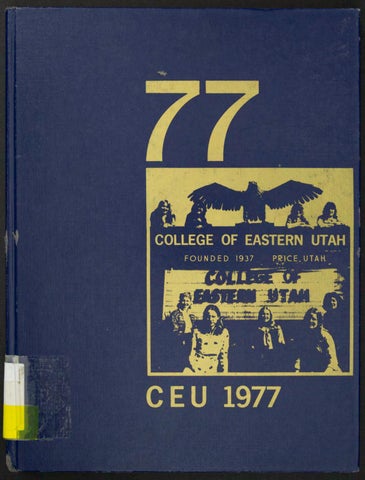 77
COLLEGE OF EASTERN UTAH
FOUNDED 1937 PRICE, UTAH
COLLEGE OF
EASTERN UTAH
CEU 1977